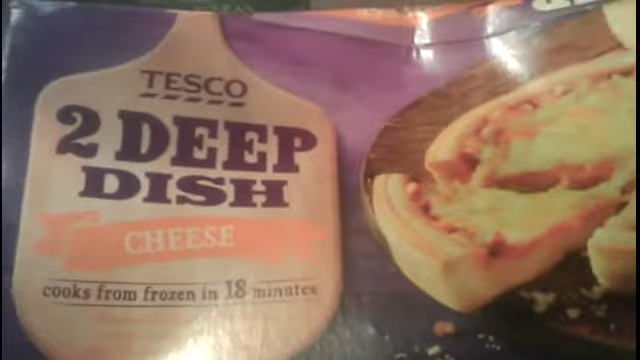 TESCO
2 DEEP
DISH
CHEESE
cooks from frozen in 18 minutes